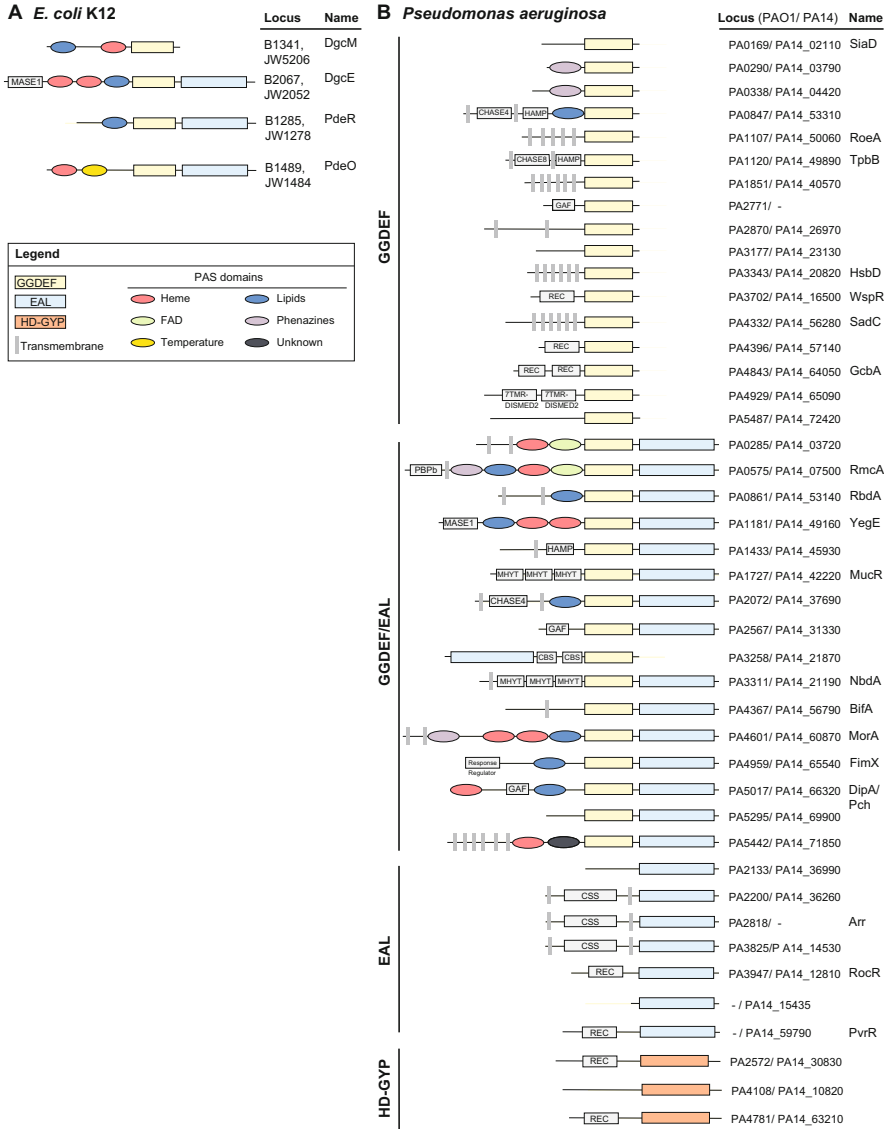 A E. coli K12
Locus Name
B1341, DgcM
JW5206
MASE1 B2067, DgcE
JW2052
B1285, PdeR
JW1278
B1489, PdeO
JW1484
Legend
GGDEF
EAL
HD-GYP
Transmembrane
PAS domains
Heme Lipids
FAD Phenazines
Temperature Unknown
B Pseudomonas aeruginosa
Locus (PAO1/ PA14) Name
GGDEF
PA0169/ PA14_02110 SiaD
PA0290/ PA14_03790
PA0338/ PA14_04420
CHASE4 HAMP PA0847/ PA14_53310
PA1107/ PA14_50060 RoeA
CHASE8 HAMP PA1120/ PA14_49890 TpbB
PA1851/ PA14_40570
GAF PA2771/ -
PA2870/ PA14_26970
PA3177/ PA14_23130
PA3343/ PA14_20820 HsbD
REC PA3702/ PA14_16500 WspR
PA4332/ PA14_56280 SadC
REC PA4396/ PA14_57140
REC REC PA4843/ PA14_64050 GcbA
7TMR- 7TMR- PA4929/ PA14_65090
DISMED2 DISMED2
PA5487/ PA14_72420
GGDEF/EAL
PA0285/ PA14_03720
PBPb PA0575/ PA14_07500 RmcA
PA0861/ PA14_53140 RbdA
MASE1 PA1181/ PA14_49160 YegE
HAMP PA1433/ PA14_45930
MHYT MHYT MHYT PA1727/ PA14_42220 MucR
CHASE4 PA2072/ PA14_37690
GAF PA2567/ PA14_31330
CBS CBS PA3258/ PA14_21870
MHYT MHYT MHYT PA3311/ PA14_21190 NbdA
PA4367/ PA14_56790 BifA
PA4601/ PA14_60870 MorA
Response PA4959/ PA14_65540 FimX
Regulator
GAF PA5017/ PA14_66320 DipA/
Pch
PA5295/ PA14_69900
PA5442/ PA14_71850
EAL
PA2133/ PA14_36990
CSS PA2200/ PA14_36260
CSS PA2818/ - Arr
CSS PA3825/P A14_14530
REC PA3947/ PA14_12810 RocR
- / PA14_15435
REC - / PA14_59790 PvrR
HD-GYP
REC PA2572/ PA14_30830
PA4108/ PA14_10820
REC PA4781/ PA14_63210